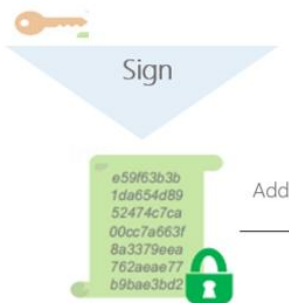 Sign
e59f63b3b
1da654d89
52474c7ca
00cc7a663f
8a3379eea
762aeae77
b9bae3bd2
Add